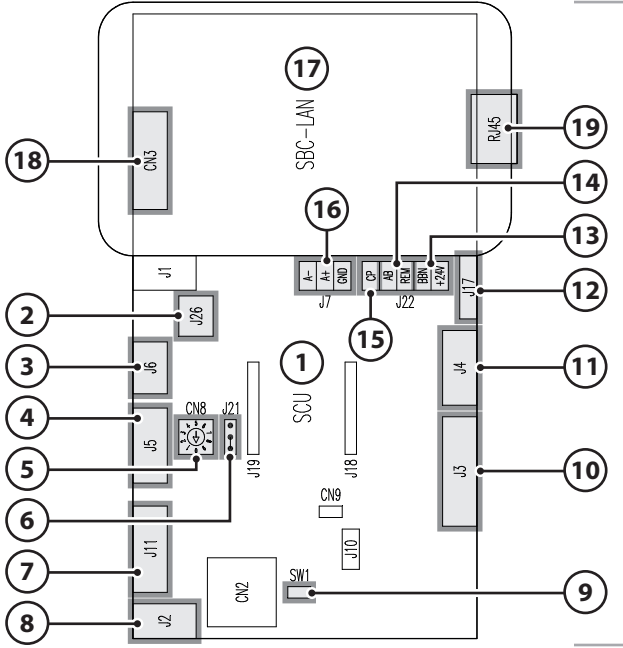 17
SBC-LAN
18
CN3
RJ45
19
16
14
13
A-
A+
GND
J7
CP
AB
REM
BBN
+24V
J22
15
J17
12
J1
2
J26
1
SCU
3
J6
J4
11
4
CN8
J21
J5
5
J19
J18
J3
10
6
CN9
7
J11
J10
CN2
SW1
9
8
J2